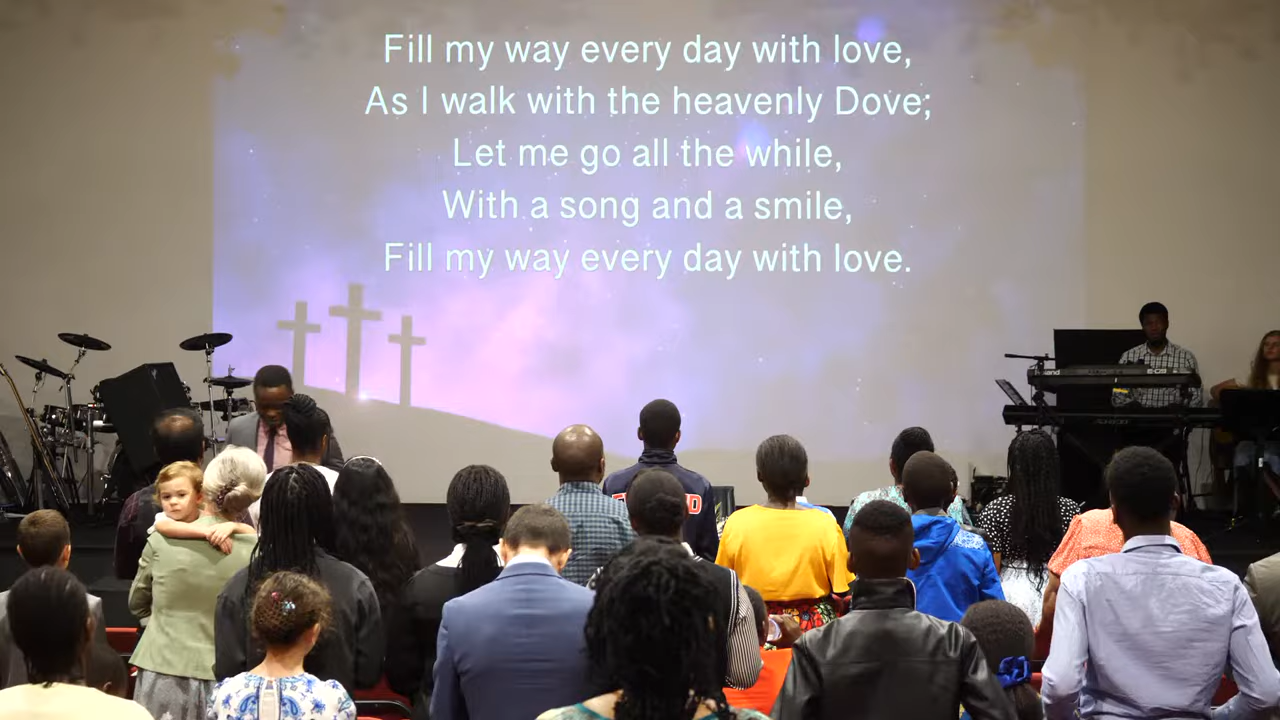 Fill my way every day with love,
As I walk with the heavenly Dove;
Let me go all the while,
With a song and a smile,
Fill my way every day with love.